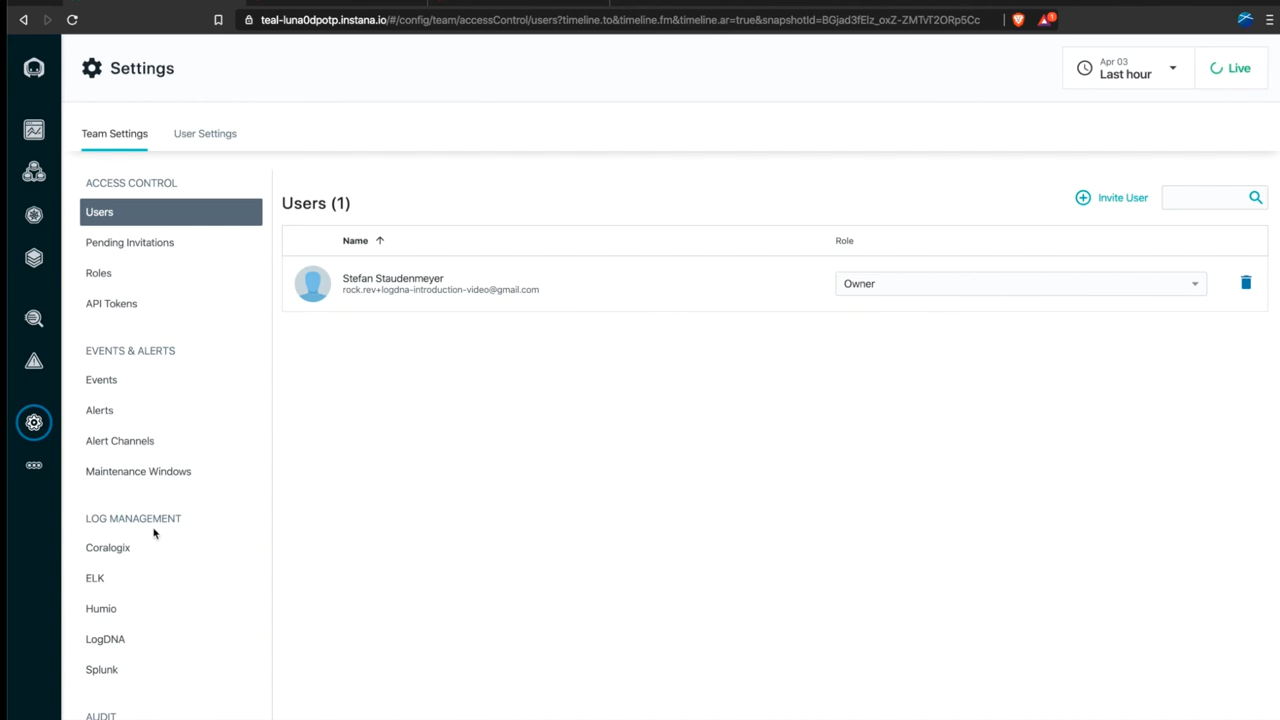 teal-luna0dpotp.instana.io/#/config/team/accessControl/users?timeline.to&timeline.fm&timeline.ar=true&snapshotId=BGjad3fElz_oxZ-ZMTVT2ORp5Cc
1
Settings
Apr 03
Last hour
Live
Team Settings
User Settings
ACCESS CONTROL
Users
Pending Invitations
Roles
API Tokens
EVENTS & ALERTS
Events
Alerts
Alert Channels
Maintenance Windows
LOG MANAGEMENT
Coralogix
ELK
Humio
LogDNA
Splunk
AUDIT
Users (1)
Invite User
Name
Role
Stefan Staudenmeyer
Owner
rock.rev+logdna-introduction-video@gmail.com